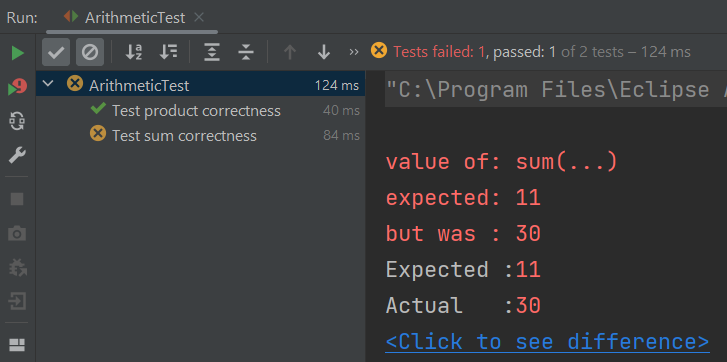 Run: ArithmeticTest ×
» Tests failed: 1, passed: 1 of 2 tests – 124 ms
ArithmeticTest 124 ms
Test product correctness 40 ms
Test sum correctness 84 ms
"C:\Program Files\Eclipse
value of: sum(...)
expected: 11
but was : 30
Expected :11
Actual   :30
<Click to see difference>